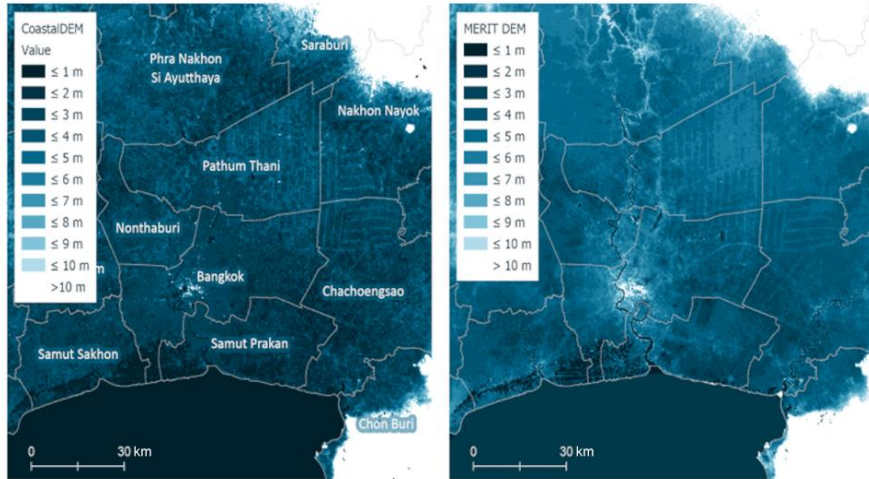 CoastalDEM
Value
≤ 1 m
≤ 2 m
≤ 3 m
≤ 4 m
≤ 5 m
≤ 6 m
≤ 7 m
≤ 8 m
≤ 9 m
≤ 10 m
>10 m
Phra Nakhon
Si Ayutthaya
Saraburi
Nakhon Nayok
Pathum Thani
Nonthaburi
m
Bangkok
Chachoengsao
Samut Sakhon
Samut Prakan
Chon Buri
0
30 km
MERIT DEM
≤ 1 m
≤ 2 m
≤ 3 m
≤ 4 m
≤ 5 m
≤ 6 m
≤ 7 m
≤ 8 m
≤ 9 m
≤ 10 m
> 10 m
0
30 km